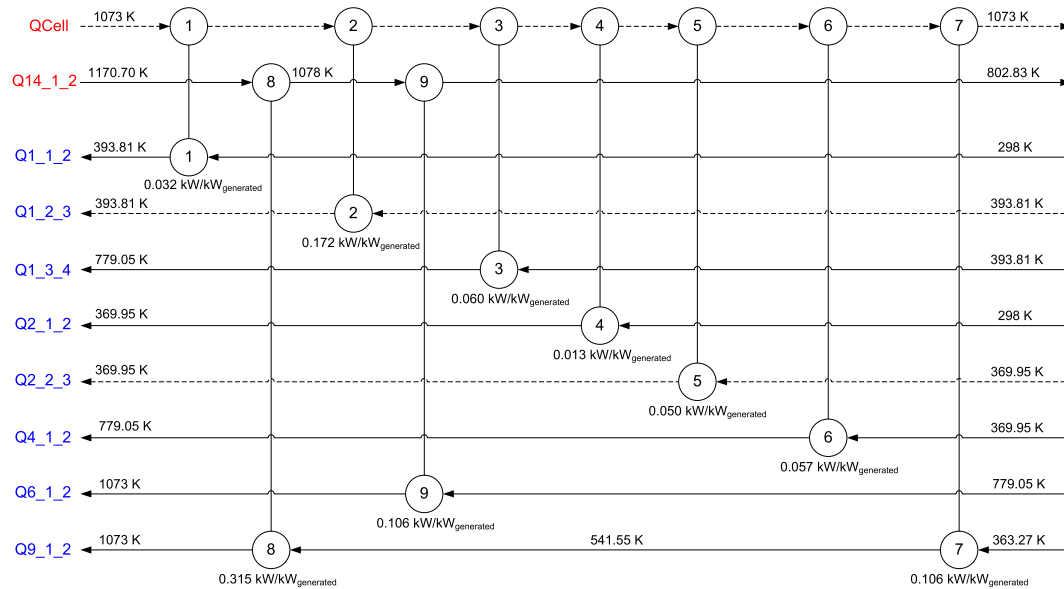 QCell 1073 K 1 2 3 4 5 6 7 1073 K
Q14_1_2 1170.70 K 8 1078 K 9 802.83 K
Q1_1_2 393.81 K 1 298 K
0.032 kW/kWgenerated
Q1_2_3 393.81 K 2 393.81 K
0.172 kW/kWgenerated
Q1_3_4 779.05 K 3 393.81 K
0.060 kW/kWgenerated
Q2_1_2 369.95 K 4 298 K
0.013 kW/kWgenerated
Q2_2_3 369.95 K 5 369.95 K
0.050 kW/kWgenerated
Q4_1_2 779.05 K 6 369.95 K
0.057 kW/kWgenerated
Q6_1_2 1073 K 9 779.05 K
0.106 kW/kWgenerated
Q9_1_2 1073 K 8 541.55 K 7 363.27 K
0.315 kW/kWgenerated 0.106 kW/kWgenerated